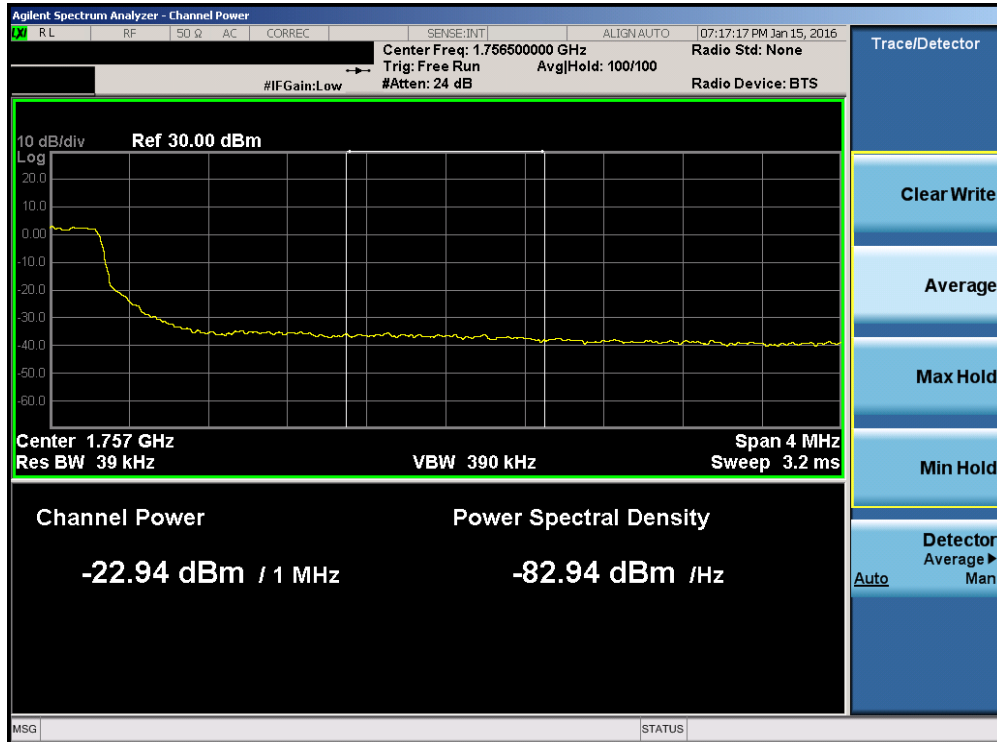 Agilent Spectrum Analyzer - Channel Power
LXI RL RF 50 Ω AC CORREC SENSE:INT ALIGN AUTO 07:17:17 PM Jan 15, 2016
Center Freq: 1.756500000 GHz Radio Std: None
Trig: Free Run Avg|Hold: 100/100
#IFGain:Low #Atten: 24 dB Radio Device: BTS
Trace/Detector
10 dB/div Ref 30.00 dBm
Log
20.0
10.0
0.00
-10.0
-20.0
-30.0
-40.0
-50.0
-60.0
Center 1.757 GHz Span 4 MHz
Res BW 39 kHz VBW 390 kHz Sweep 3.2 ms
Channel Power Power Spectral Density
-22.94 dBm / 1 MHz -82.94 dBm /Hz
Clear Write
Average
Max Hold
Min Hold
Detector
Average▶
Auto Man
MSG STATUS